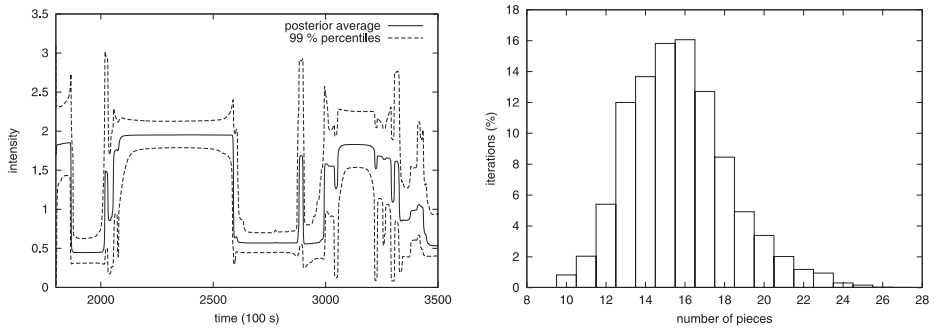 3.5
3
2.5
2
1.5
1
0.5
0
intensity
posterior average
99 % percentiles
2000 2500 3000 3500
time (100 s)
18
16
14
12
10
8
6
4
2
0
iterations (%)
8 10 12 14 16 18 20 22 24 26 28
number of pieces